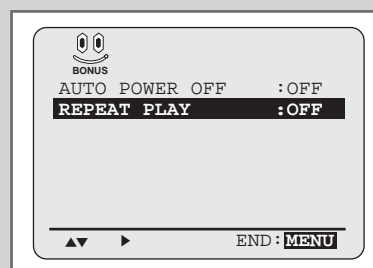 BONUS
AUTO POWER OFF :OFF
REPEAT PLAY :OFF
▲▼ ▶ END:MENU